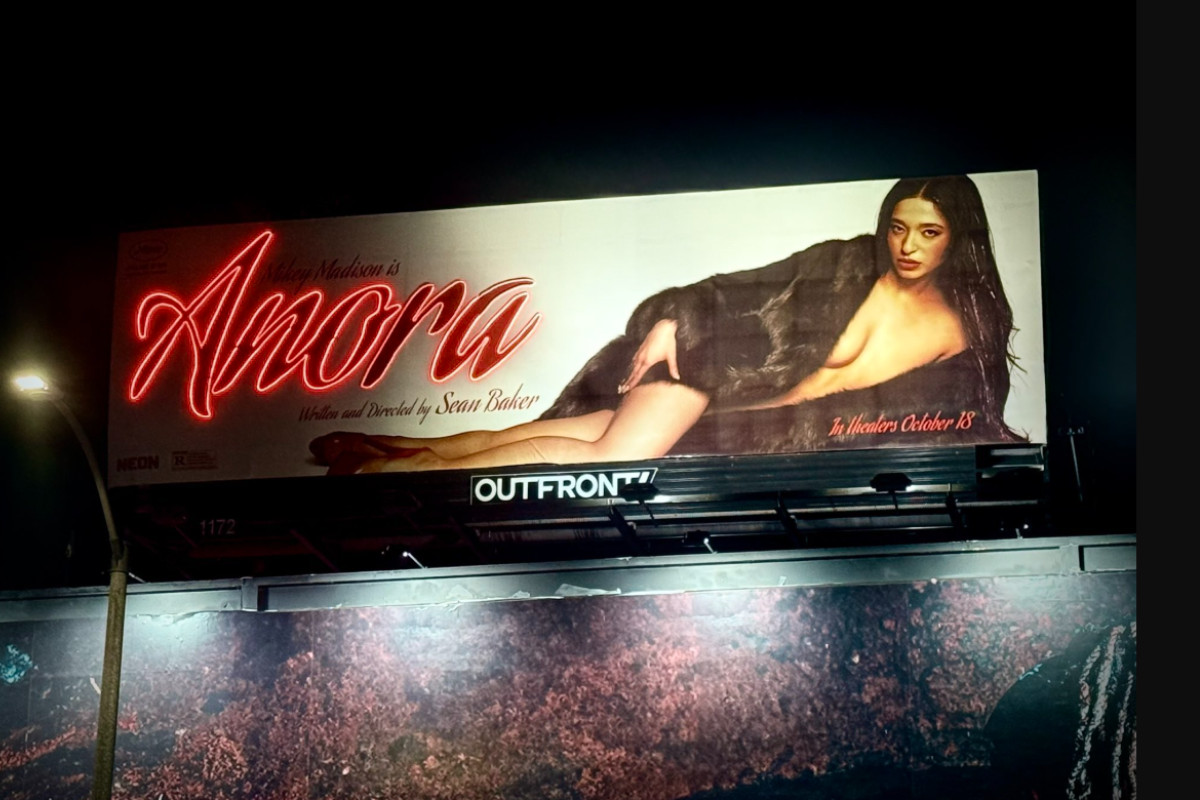 Mikey Madison is
Anora
Written and Directed by Sean Baker
In Theaters October 18
NEON
R
OUTFRONT/
1172